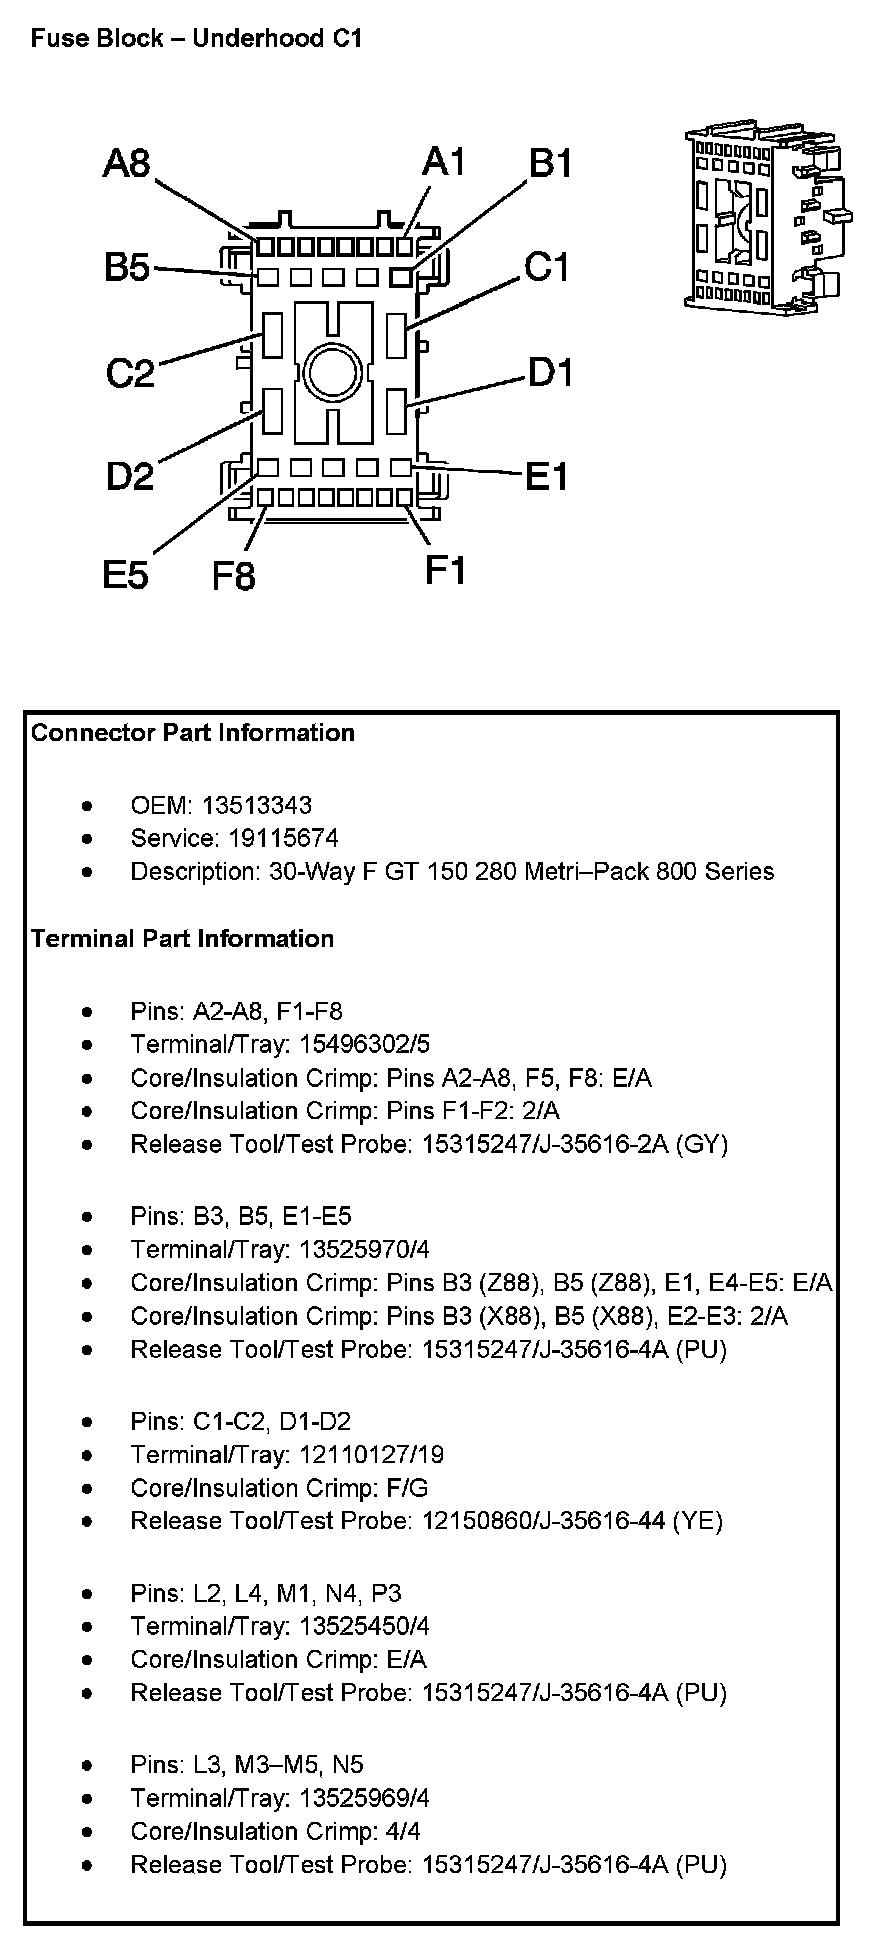 Fuse Block – Underhood C1
A8
A1
B1
B5
C1
C2
D1
D2
E1
E5
F8
F1
Connector Part Information
• OEM: 13513343
• Service: 19115674
• Description: 30-Way F GT 150 280 Metri–Pack 800 Series
Terminal Part Information
• Pins: A2-A8, F1-F8
• Terminal/Tray: 15496302/5
• Core/Insulation Crimp: Pins A2-A8, F5, F8: E/A
• Core/Insulation Crimp: Pins F1-F2: 2/A
• Release Tool/Test Probe: 15315247/J-35616-2A (GY)
• Pins: B3, B5, E1-E5
• Terminal/Tray: 13525970/4
• Core/Insulation Crimp: Pins B3 (Z88), B5 (Z88), E1, E4-E5: E/A
• Core/Insulation Crimp: Pins B3 (X88), B5 (X88), E2-E3: 2/A
• Release Tool/Test Probe: 15315247/J-35616-4A (PU)
• Pins: C1-C2, D1-D2
• Terminal/Tray: 12110127/19
• Core/Insulation Crimp: F/G
• Release Tool/Test Probe: 12150860/J-35616-44 (YE)
• Pins: L2, L4, M1, N4, P3
• Terminal/Tray: 13525450/4
• Core/Insulation Crimp: E/A
• Release Tool/Test Probe: 15315247/J-35616-4A (PU)
• Pins: L3, M3–M5, N5
• Terminal/Tray: 13525969/4
• Core/Insulation Crimp: 4/4
• Release Tool/Test Probe: 15315247/J-35616-4A (PU)